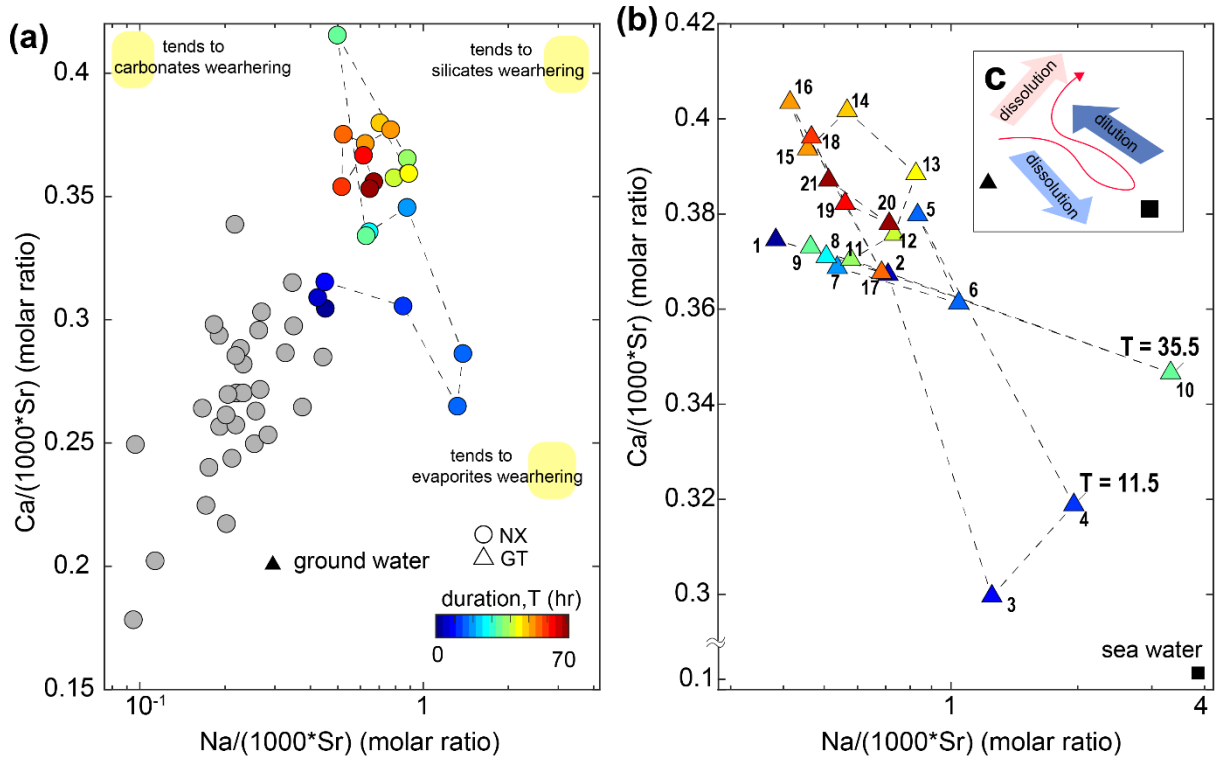 (a)
Ca/(1000*Sr) (molar ratio)
0.4
0.35
0.3
0.25
0.2
0.15
tends to
carbonates wearhering
tends to
silicates wearhering
tends to
evaporites wearhering
ground water
NX
GT
duration,T (hr)
0
70
10-1
1
Na/(1000*Sr) (molar ratio)
(b)
Ca/(1000*Sr) (molar ratio)
0.42
0.4
0.38
0.36
0.34
0.32
0.3
0.1
16
14
18
15
13
21
5
19
20
1
8
12
9
11
7
17
2
6
T = 35.5
10
T = 11.5
4
3
sea water
1
2
4
Na/(1000*Sr) (molar ratio)
c
dissolution
dilution
dissolution